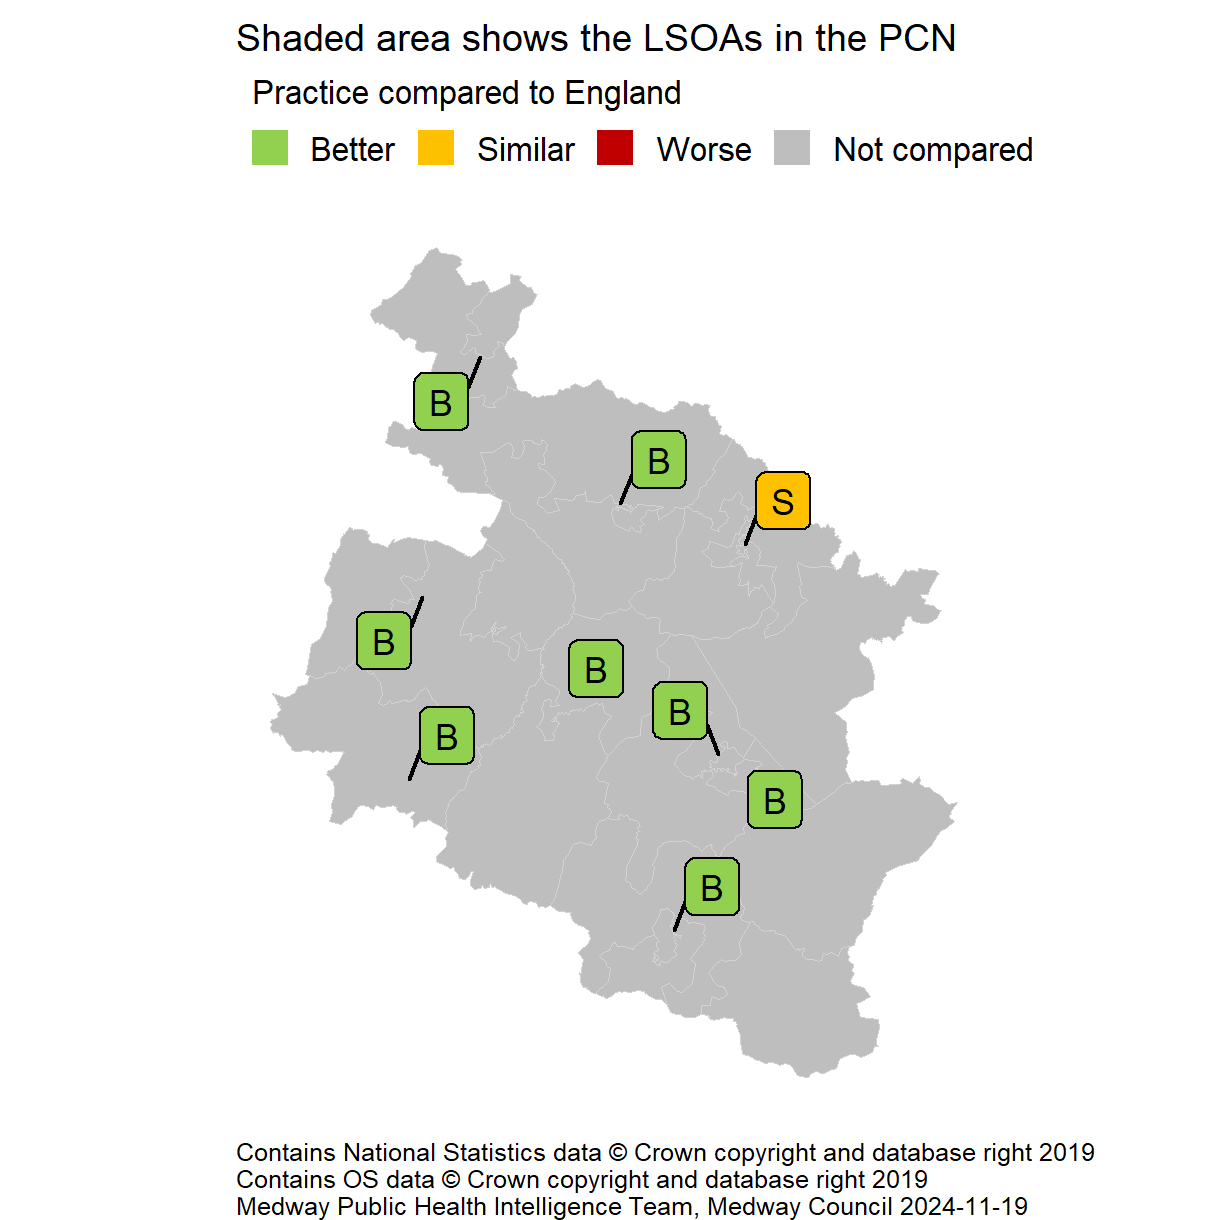 Shaded area shows the LSOAs in the PCN
Practice compared to England
Better Similar Worse Not compared
B
B
S
B
B
B
B
B
B
Contains National Statistics data © Crown copyright and database right 2019
Contains OS data © Crown copyright and database right 2019
Medway Public Health Intelligence Team, Medway Council 2024-11-19